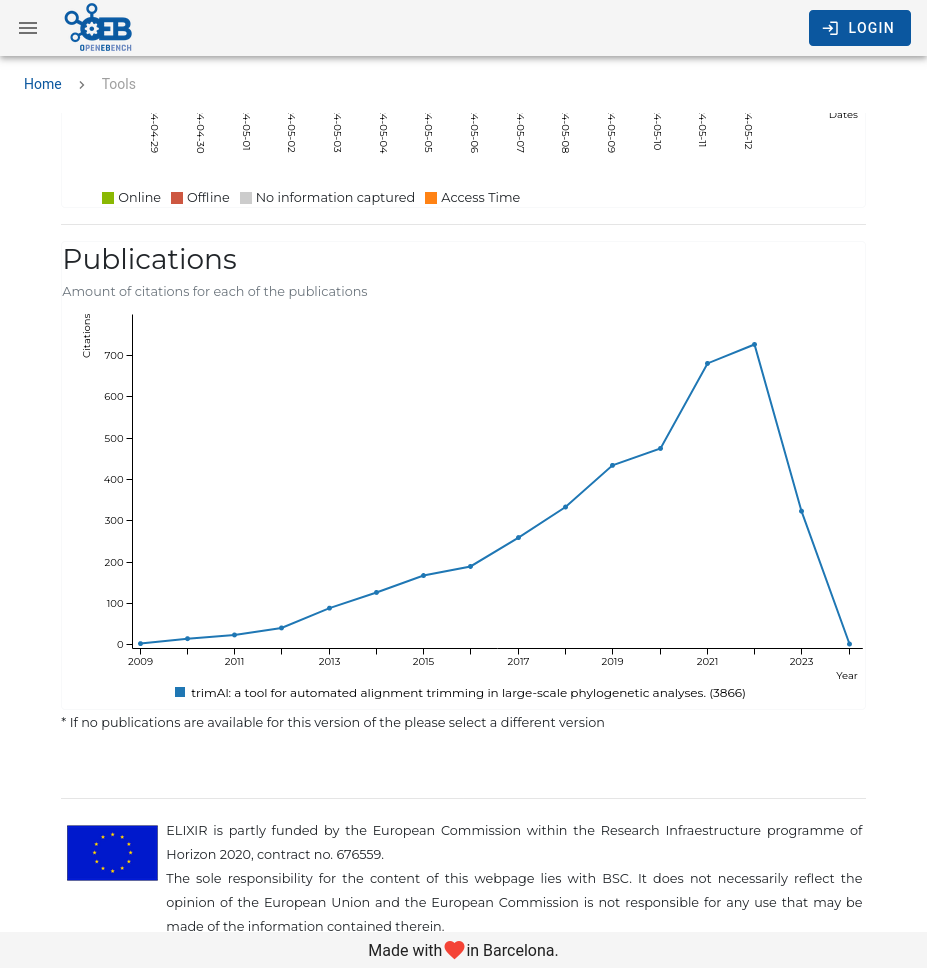 OEB
OPENEBENCH
LOGIN
Home
Tools
4-04-29
4-04-30
4-05-01
4-05-02
4-05-03
4-05-04
4-05-05
4-05-06
4-05-07
4-05-08
4-05-09
4-05-10
4-05-11
4-05-12
Dates
Online Offline No information captured Access Time
Publications
Amount of citations for each of the publications
Citations
700
600
500
400
300
200
100
0
2009 2011 2013 2015 2017 2019 2021 2023
Year
trimAl: a tool for automated alignment trimming in large-scale phylogenetic analyses. (3866)
* If no publications are available for this version of the please select a different version
ELIXIR is partly funded by the European Commission within the Research Infraestructure programme of
Horizon 2020, contract no. 676559.
The sole responsibility for the content of this webpage lies with BSC. It does not necessarily reflect the
opinion of the European Union and the European Commission is not responsible for any use that may be
made of the information contained therein.
Made with in Barcelona.